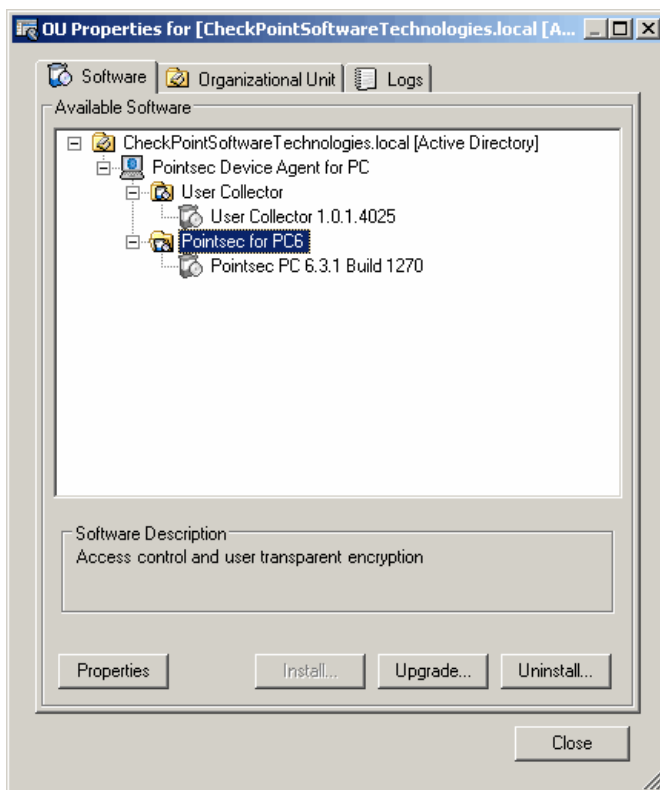 OU Properties for [CheckPointSoftwareTechnologies.local [A...
Software
Organizational Unit
Logs
Available Software
CheckPointSoftwareTechnologies.local [Active Directory]
Pointsec Device Agent for PC
User Collector
User Collector 1.0.1.4025
Pointsec for PC6
Pointsec PC 6.3.1 Build 1270
Software Description
Access control and user transparent encryption
Properties
Install...
Upgrade...
Uninstall...
Close